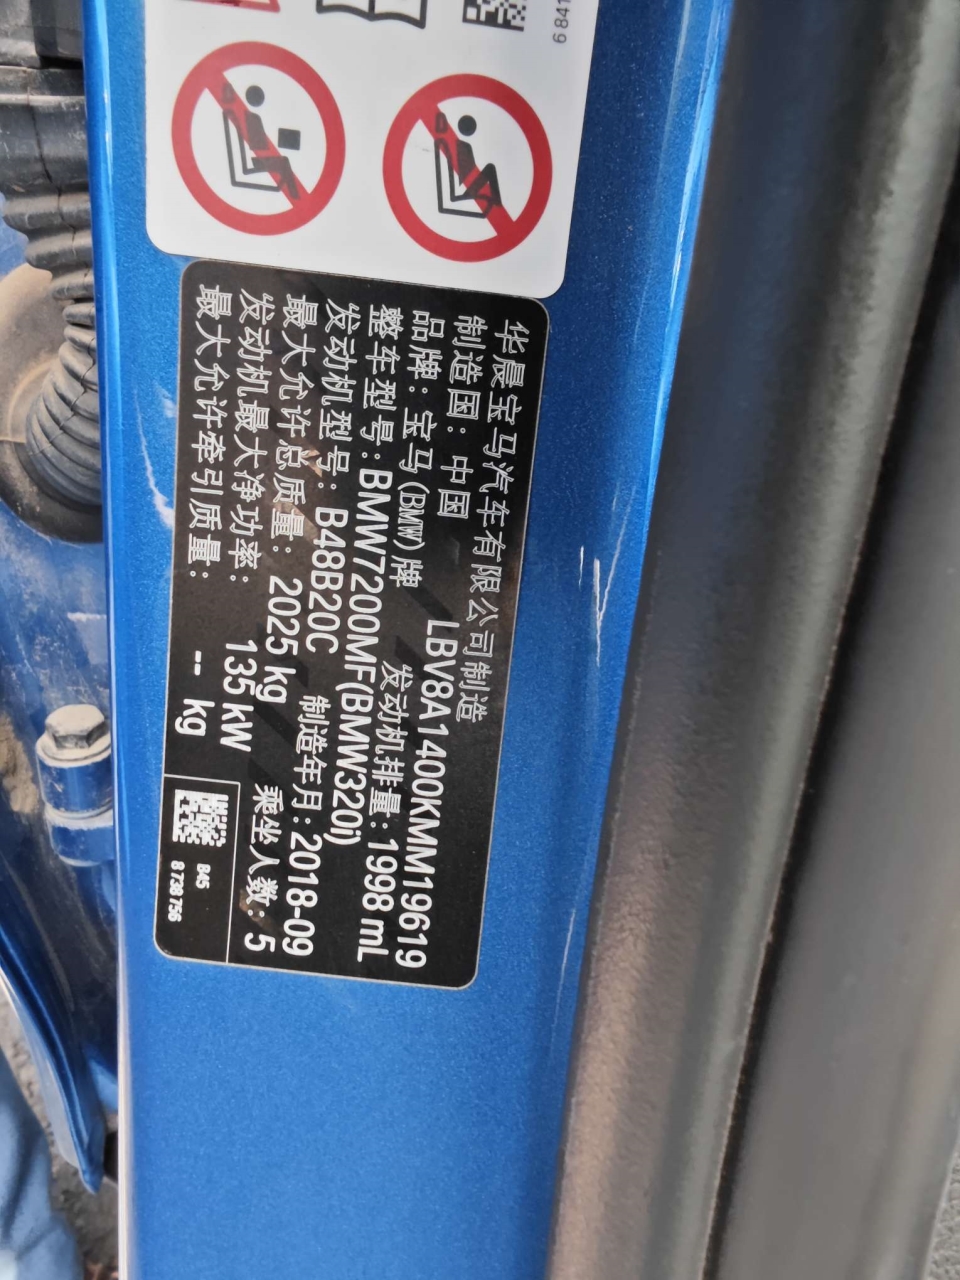 6 841
华晨宝马汽车有限公司制造
制造国: 中国 LBV8A1400KMM19619
品牌: 宝马(BMW)牌 发动机排量: 1998 mL
整车型号: BMW7200MF(BMW320i)
发动机型号: B48B20C 制造年月: 2018-09
最大允许总质量: 2025 kg 乘坐人数: 5
发动机最大净功率: 135 kW
最大允许牵引质量: -- kg
B45
8 738 756